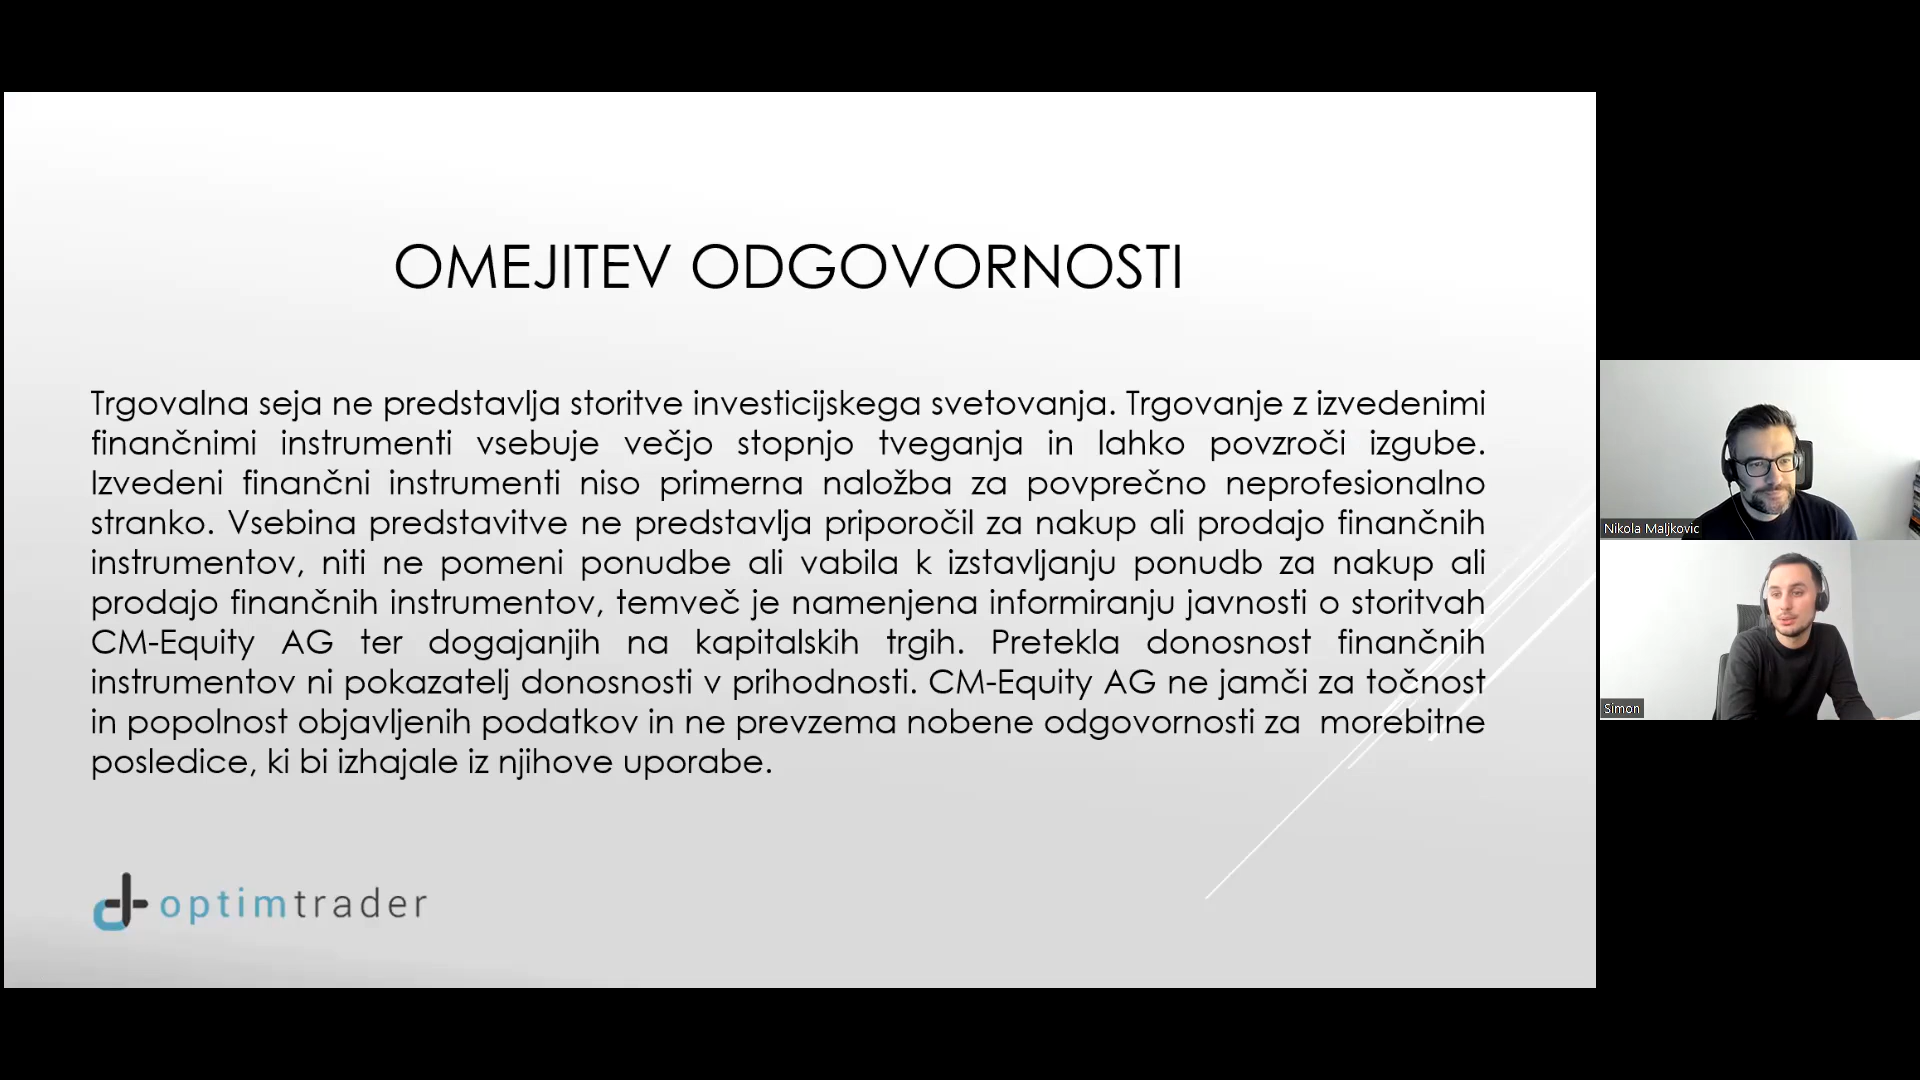 OMEJITEV ODGOVORNOSTI
Trgovalna seja ne predstavlja storitve investicijskega svetovanja. Trgovanje z izvedenimi
finančnimi instrumenti vsebuje večjo stopnjo tveganja in lahko povzroči izgube.
Izvedeni finančni instrumenti niso primerna naložba za povprečno neprofesionalno
stranko. Vsebina predstavitve ne predstavlja priporočil za nakup ali prodajo finančnih
instrumentov, niti ne pomeni ponudbe ali vabila k izstavljanju ponudb za nakup ali
prodajo finančnih instrumentov, temveč je namenjena informiranju javnosti o storitvah
CM-Equity AG ter dogajanjih na kapitalskih trgih. Pretekla donosnost finančnih
instrumentov ni pokazatelj donosnosti v prihodnosti. CM-Equity AG ne jamči za točnost
in popolnost objavljenih podatkov in ne prevzema nobene odgovornosti za morebitne
posledice, ki bi izhajale iz njihove uporabe.
optimtrader
Nikola Maljkovic
Simon